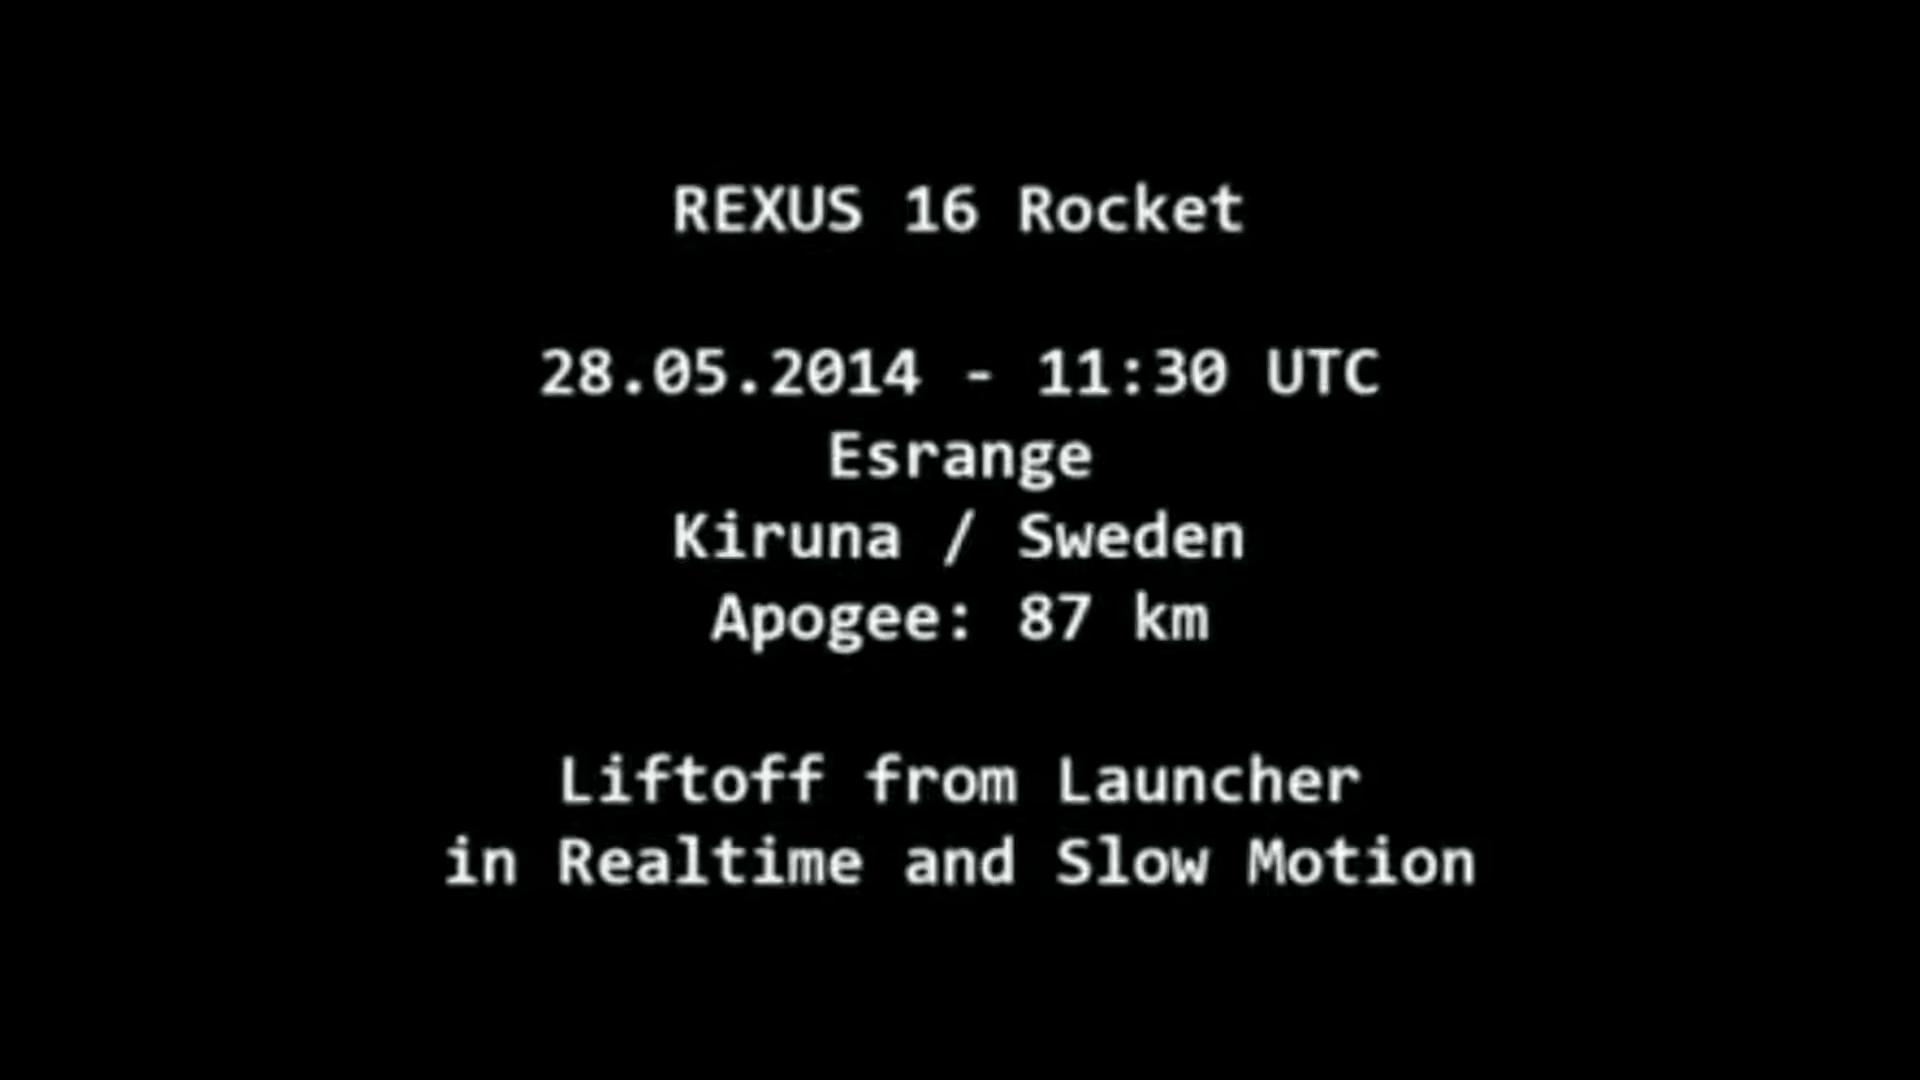 REXUS 16 Rocket
28.05.2014 - 11:30 UTC
Esrange
Kiruna / Sweden
Apogee: 87 km
Liftoff from Launcher
in Realtime and Slow Motion